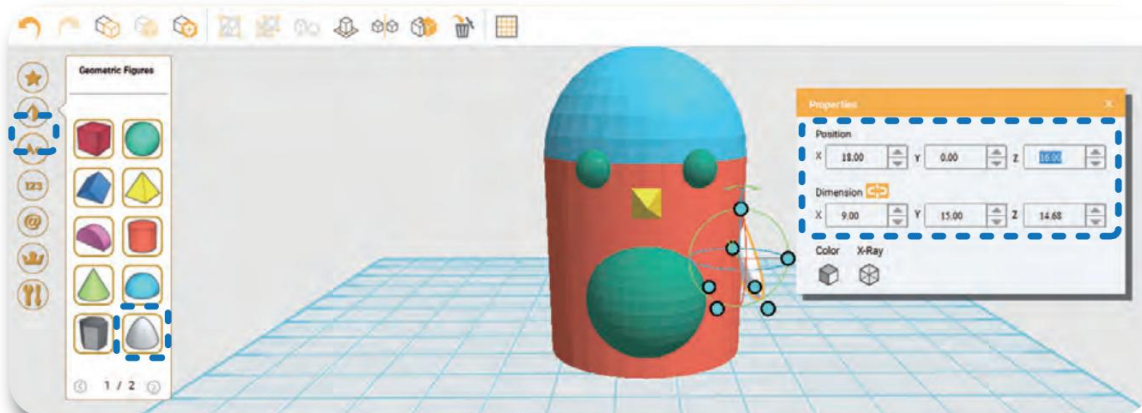 Geometric Figures
123
@
1 / 2
Properties X
Position
X 18.00 Y 0.00 Z 16.00
Dimension
X 9.00 Y 15.00 Z 14.68
Color X-Ray